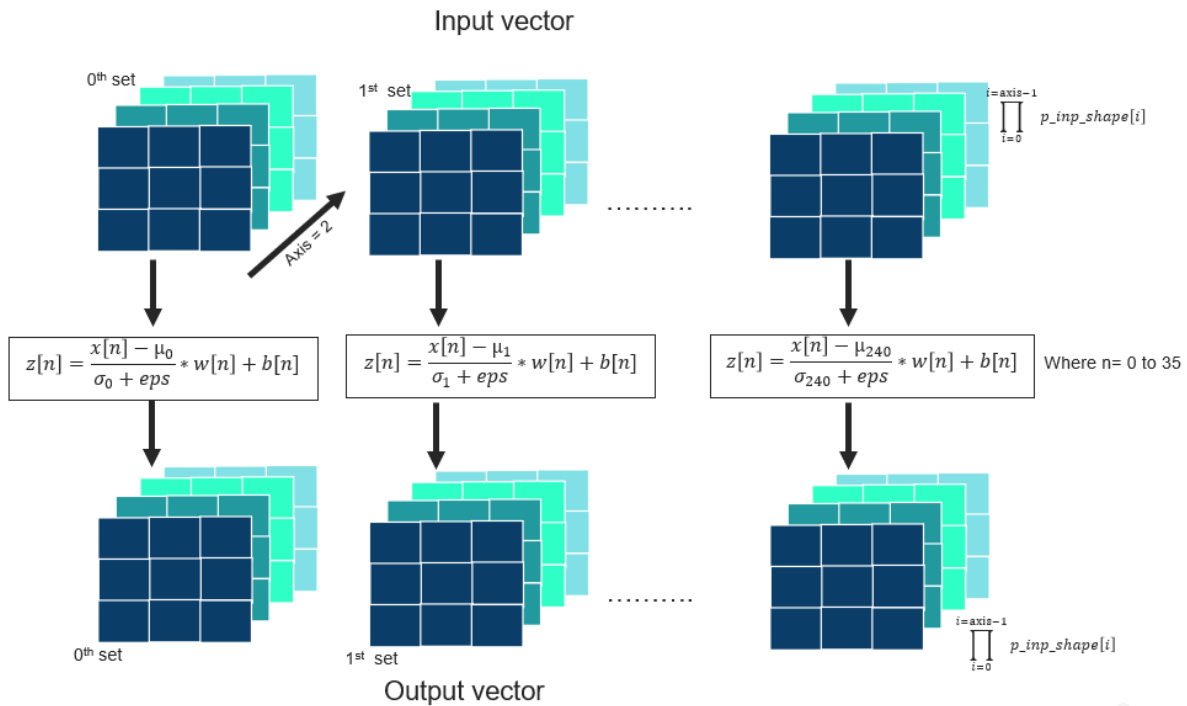 Input vector
0th set
1st set
i=axis−1
∏ p_inp_shape[i]
i=0
Axis = 2
..........
z[n] = (x[n] − μ₀)/(σ₀ + eps) * w[n] + b[n]
z[n] = (x[n] − μ₁)/(σ₁ + eps) * w[n] + b[n]
z[n] = (x[n] − μ₂₄₀)/(σ₂₄₀ + eps) * w[n] + b[n]
Where n= 0 to 35
..........
0th set
1st set
i=axis−1
∏ p_inp_shape[i]
i=0
Output vector